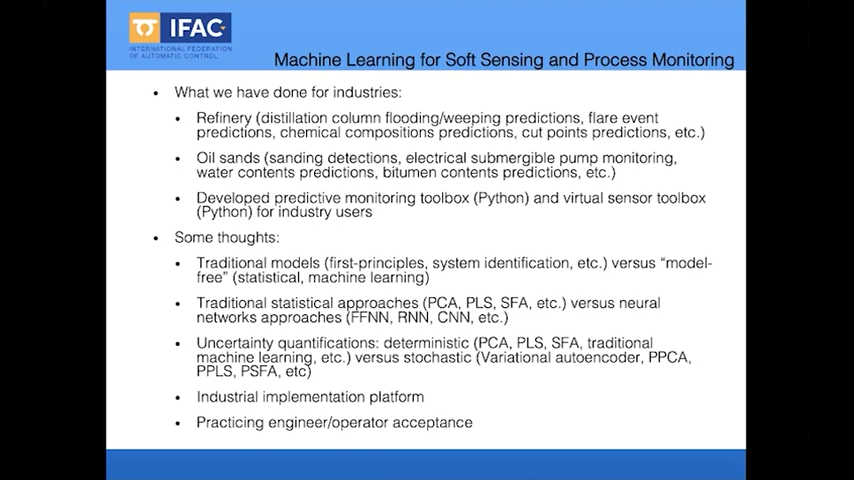 IFAC
INTERNATIONAL FEDERATION
OF AUTOMATIC CONTROL
Machine Learning for Soft Sensing and Process Monitoring
• What we have done for industries:
• Refinery (distillation column flooding/weeping predictions, flare event
predictions, chemical compositions predictions, cut points predictions, etc.)
• Oil sands (sanding detections, electrical submergible pump monitoring,
water contents predictions, bitumen contents predictions, etc.)
• Developed predictive monitoring toolbox (Python) and virtual sensor toolbox
(Python) for industry users
• Some thoughts:
• Traditional models (first-principles, system identification, etc.) versus “model-
free” (statistical, machine learning)
• Traditional statistical approaches (PCA, PLS, SFA, etc.) versus neural
networks approaches (FFNN, RNN, CNN, etc.)
• Uncertainty quantifications: deterministic (PCA, PLS, SFA, traditional
machine learning, etc.) versus stochastic (Variational autoencoder, PPCA,
PPLS, PSFA, etc)
• Industrial implementation platform
• Practicing engineer/operator acceptance